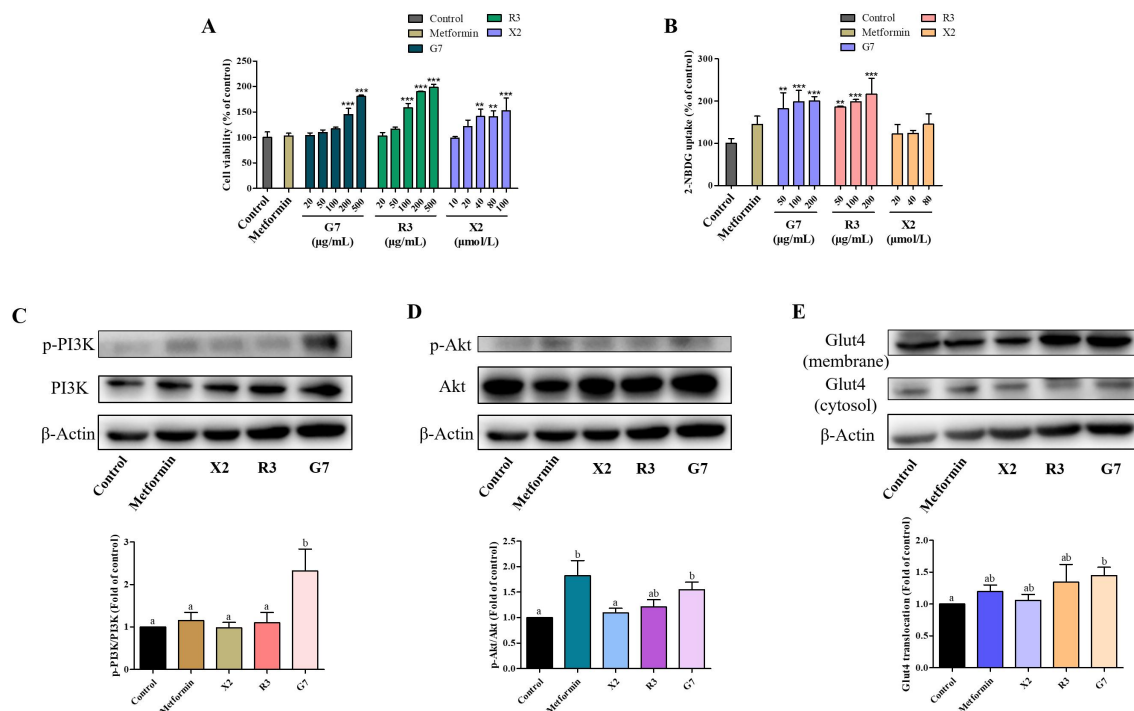 A
Control
Metformin
G7
R3
X2
Cell viability (% of control)
200
150
100
50
0
Control
Metformin
20
50
100
200
500
20
50
100
200
500
10
20
40
80
100
***
***
***
***
***
**
**
***
G7
(μg/mL)
R3
(μg/mL)
X2
(μmol/L)
B
Control
Metformin
G7
R3
X2
2-NBDG uptake (% of control)
300
200
100
0
Control
Metformin
50
100
200
50
100
200
20
40
80
**
***
***
**
***
***
G7
(μg/mL)
R3
(μg/mL)
X2
(μmol/L)
C
p-PI3K
PI3K
β-Actin
Control
Metformin
X2
R3
G7
p-PI3K/PI3K (Fold of control)
3
2
1
0
a
a
a
a
b
Control
Metformin
X2
R3
G7
D
p-Akt
Akt
β-Actin
Control
Metformin
X2
R3
G7
p-Akt/Akt (Fold of control)
2.5
2.0
1.5
1.0
0.5
0.0
a
b
a
ab
b
Control
Metformin
X2
R3
G7
E
Glut4
(membrane)
Glut4
(cytosol)
β-Actin
Control
Metformin
X2
R3
G7
Glut4 translocation (Fold of control)
2.0
1.5
1.0
0.5
0.0
a
ab
ab
ab
b
Control
Metformin
X2
R3
G7